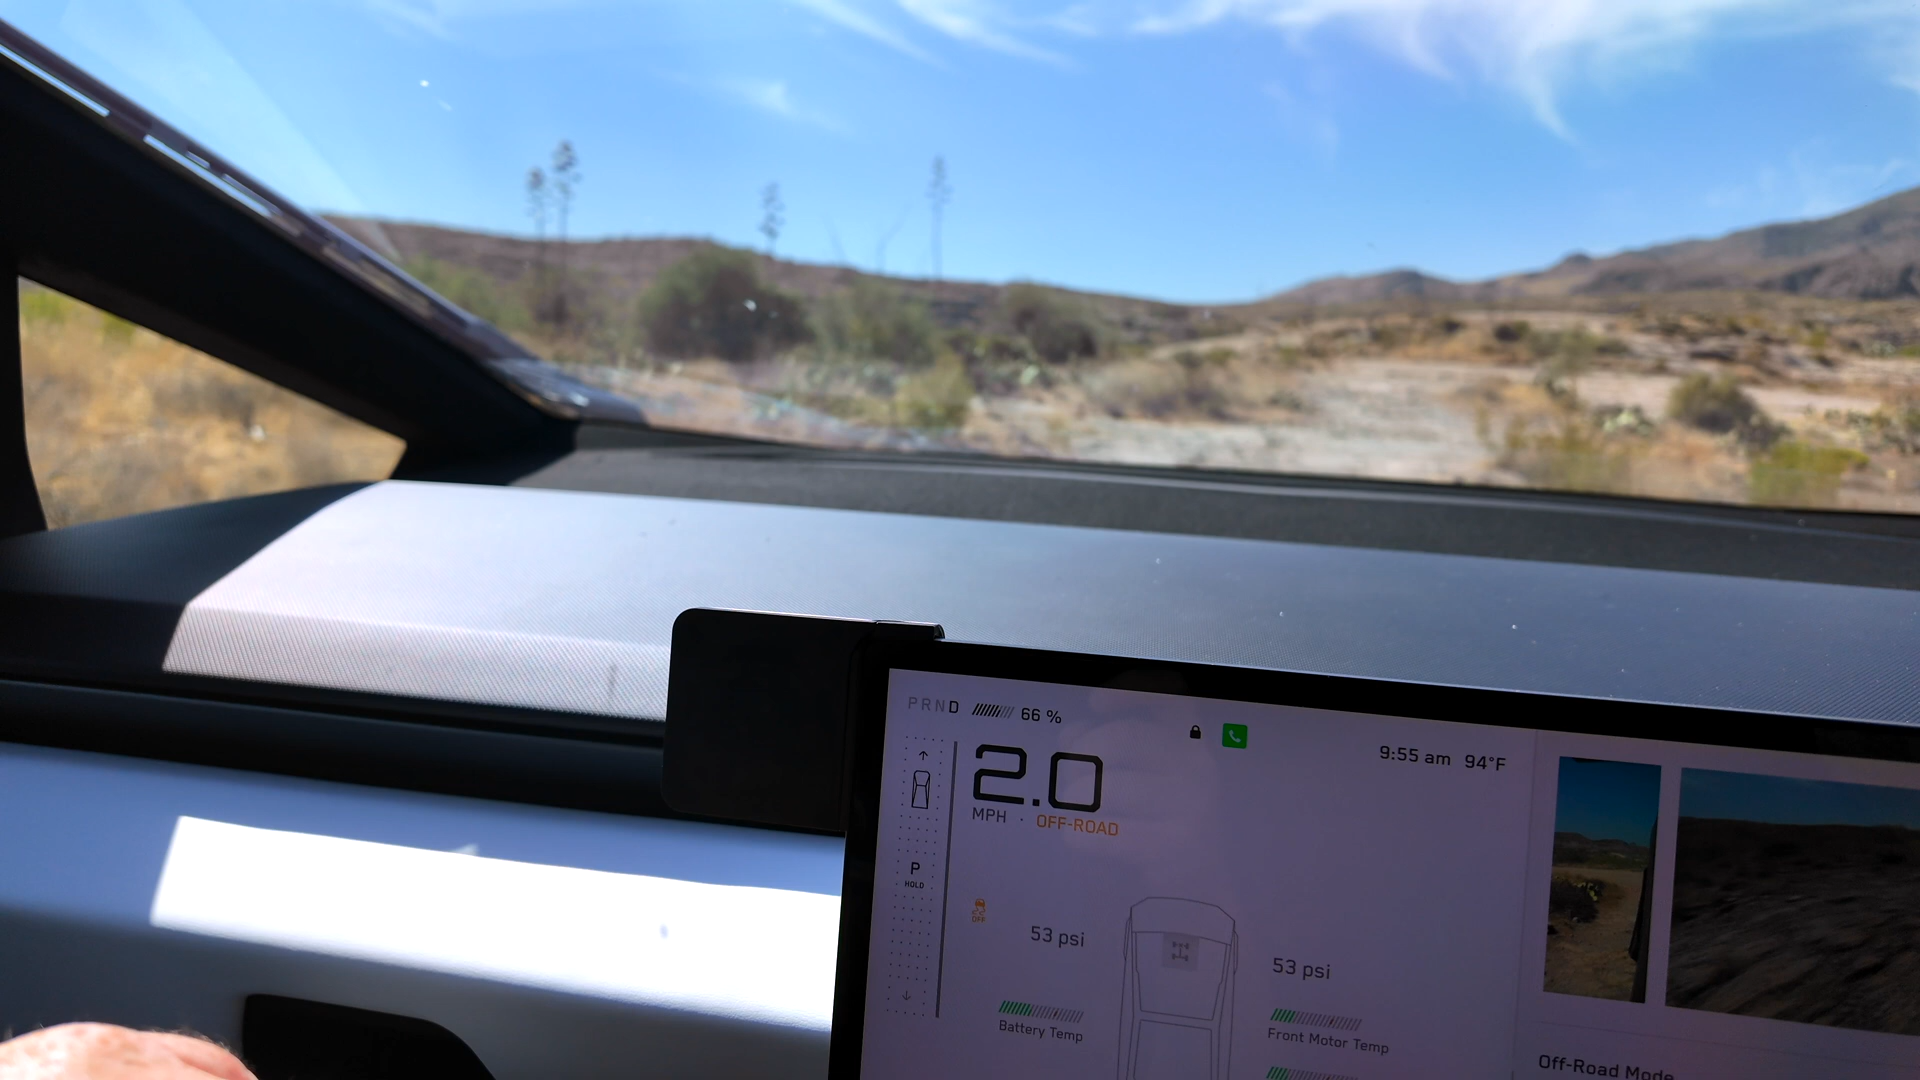 PRND 66 %
9:55 am 94°F
2.0
MPH · OFF-ROAD
P
HOLD
OFF
53 psi
53 psi
Battery Temp
Front Motor Temp
Off-Road Mode